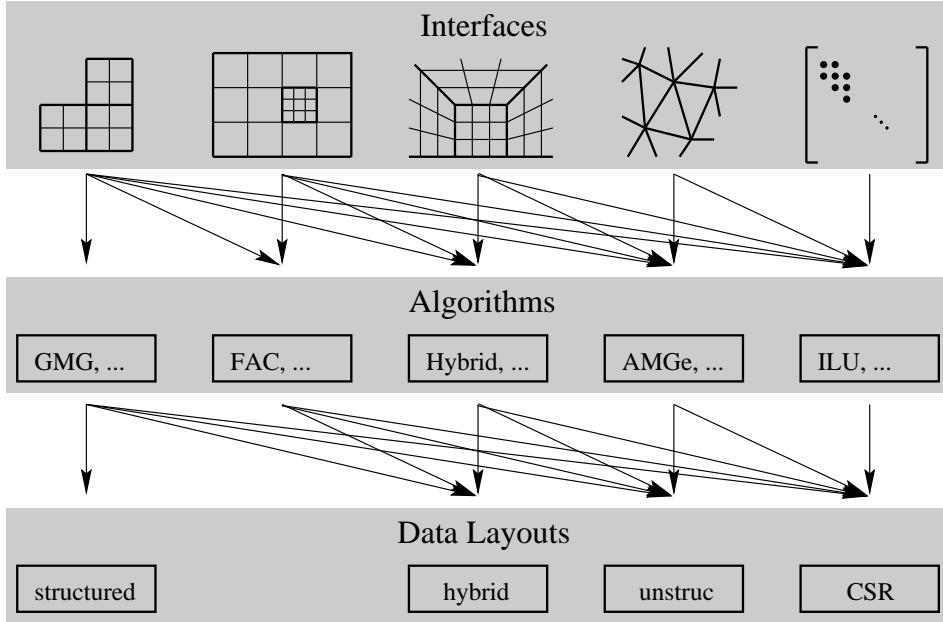 Interfaces
Algorithms
GMG, ...
FAC, ...
Hybrid, ...
AMGe, ...
ILU, ...
Data Layouts
structured
hybrid
unstruc
CSR